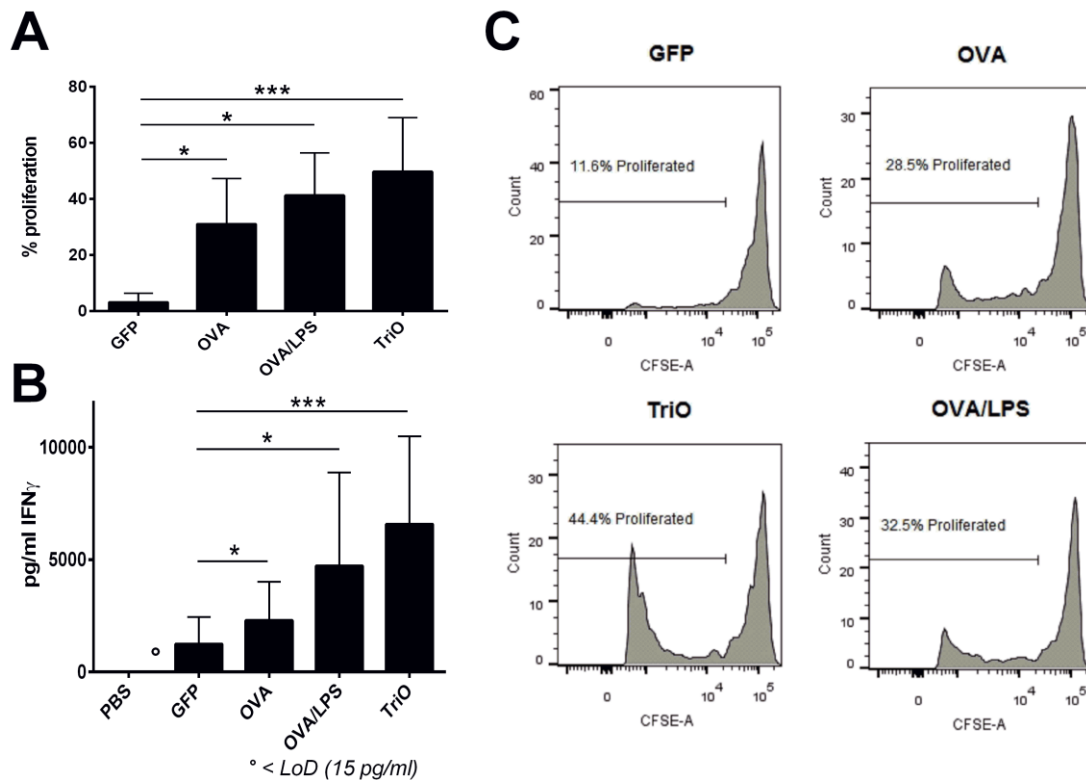 A
80
60
40
20
0
% proliferation
***
*
*
GFP
OVA
OVA/LPS
TriO
B
10000
5000
0
pg/ml IFNγ
***
*
*
°
PBS
GFP
OVA
OVA/LPS
TriO
° < LoD (15 pg/ml)
C
GFP
60
40
20
0
Count
11.6% Proliferated
0
10^4
10^5
CFSE-A
OVA
30
20
10
0
Count
28.5% Proliferated
0
10^4
10^5
CFSE-A
TriO
30
20
10
0
Count
44.4% Proliferated
0
10^4
10^5
CFSE-A
OVA/LPS
40
30
20
10
0
Count
32.5% Proliferated
0
10^4
10^5
CFSE-A